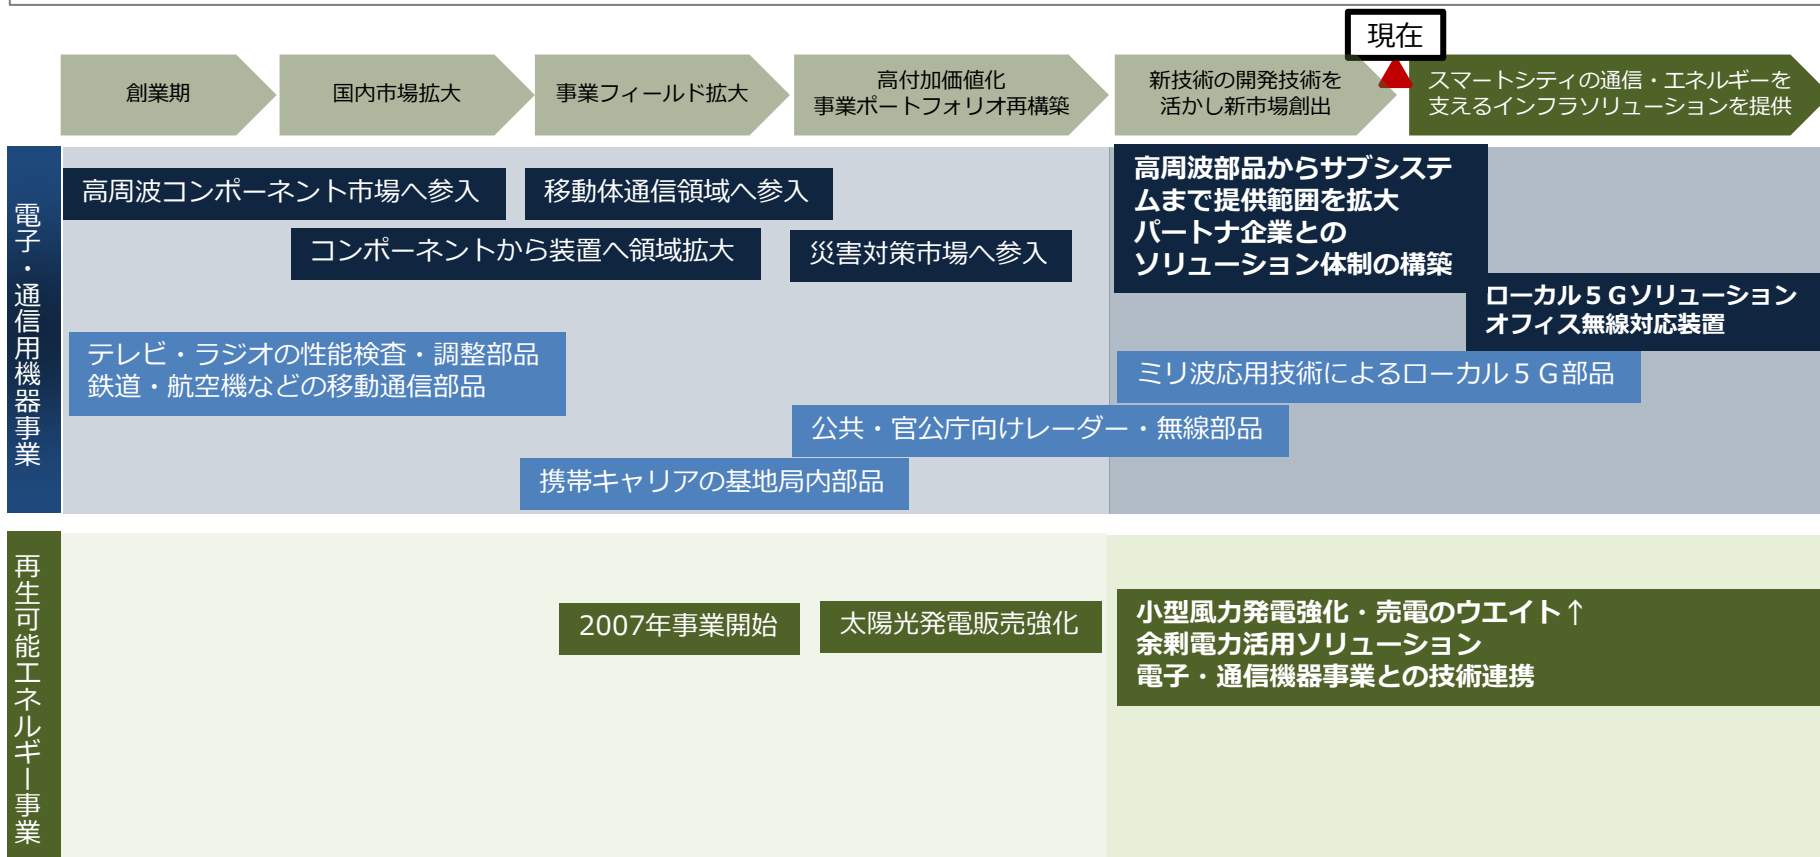 現在
創業期
国内市場拡大
事業フィールド拡大
高付加価値化
事業ポートフォリオ再構築
新技術の開発技術を
活かし新市場創出
スマートシティの通信・エネルギーを
支えるインフラソリューションを提供
電子・通信用機器事業
高周波コンポーネント市場へ参入
移動体通信領域へ参入
コンポーネントから装置へ領域拡大
災害対策市場へ参入
高周波部品からサブシステ
ムまで提供範囲を拡大
パートナ企業との
ソリューション体制の構築
ローカル５Ｇソリューション
オフィス無線対応装置
テレビ・ラジオの性能検査・調整部品
鉄道・航空機などの移動通信部品
ミリ波応用技術によるローカル５Ｇ部品
公共・官公庁向けレーダー・無線部品
携帯キャリアの基地局内部品
再生可能エネルギー事業
2007年事業開始
太陽光発電販売強化
小型風力発電強化・売電のウエイト↑
余剰電力活用ソリューション
電子・通信機器事業との技術連携